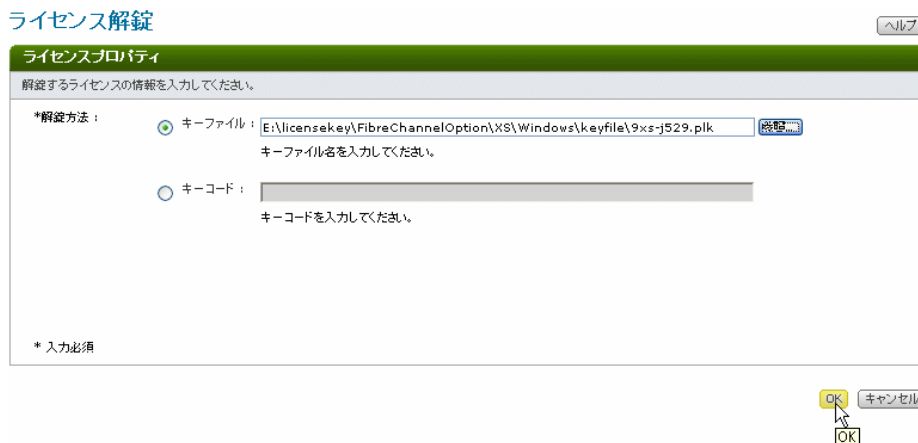 ライセンス解錠
ヘルプ
ライセンスプロパティ
解錠するライセンスの情報を入力してください。
*解錠方法： キーファイル： E:\licensekey\FibreChannelOption\XS\Windows\keyfile\9xs-j529.plk 参照...
キーファイル名を入力してください。
キーコード：
キーコードを入力してください。
* 入力必須
OK キャンセル
OK